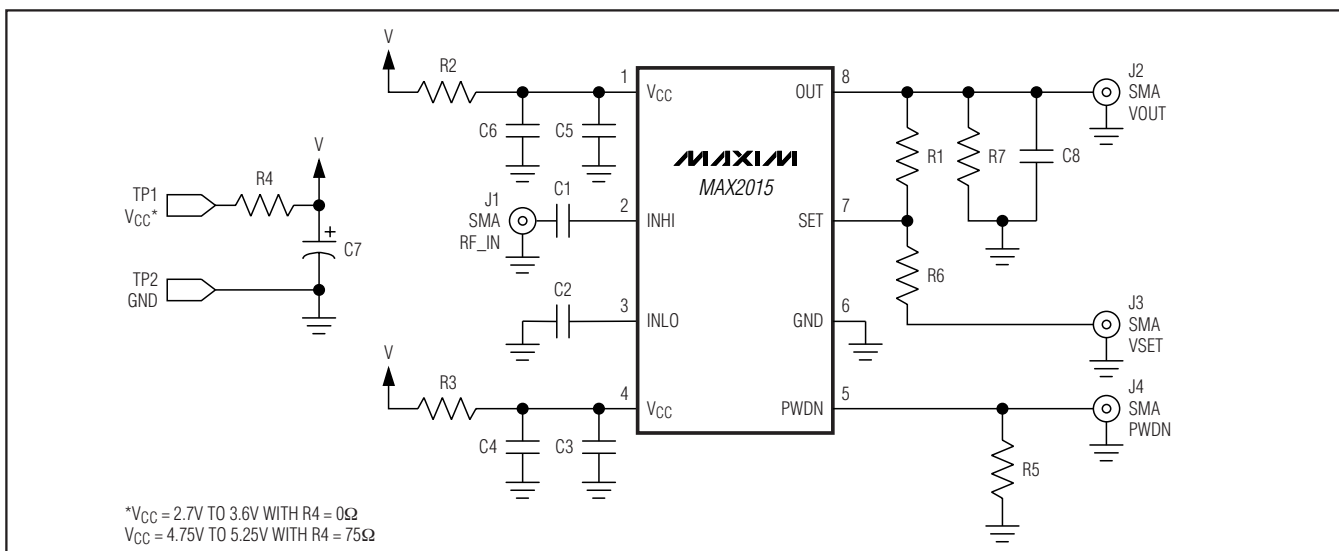 V
R2
1
VCC
C6
C5
8
OUT
J2
SMA
VOUT
R1
R7
C8
MAXIM
MAX2015
V
R4
TP1
VCC*
C7
+
TP2
GND
J1
SMA
RF_IN
C1
2
INHI
7
SET
R6
C2
3
INLO
6
GND
J3
SMA
VSET
V
R3
4
VCC
C4
C3
5
PWDN
J4
SMA
PWDN
R5
*VCC = 2.7V TO 3.6V WITH R4 = 0Ω
VCC = 4.75V TO 5.25V WITH R4 = 75Ω